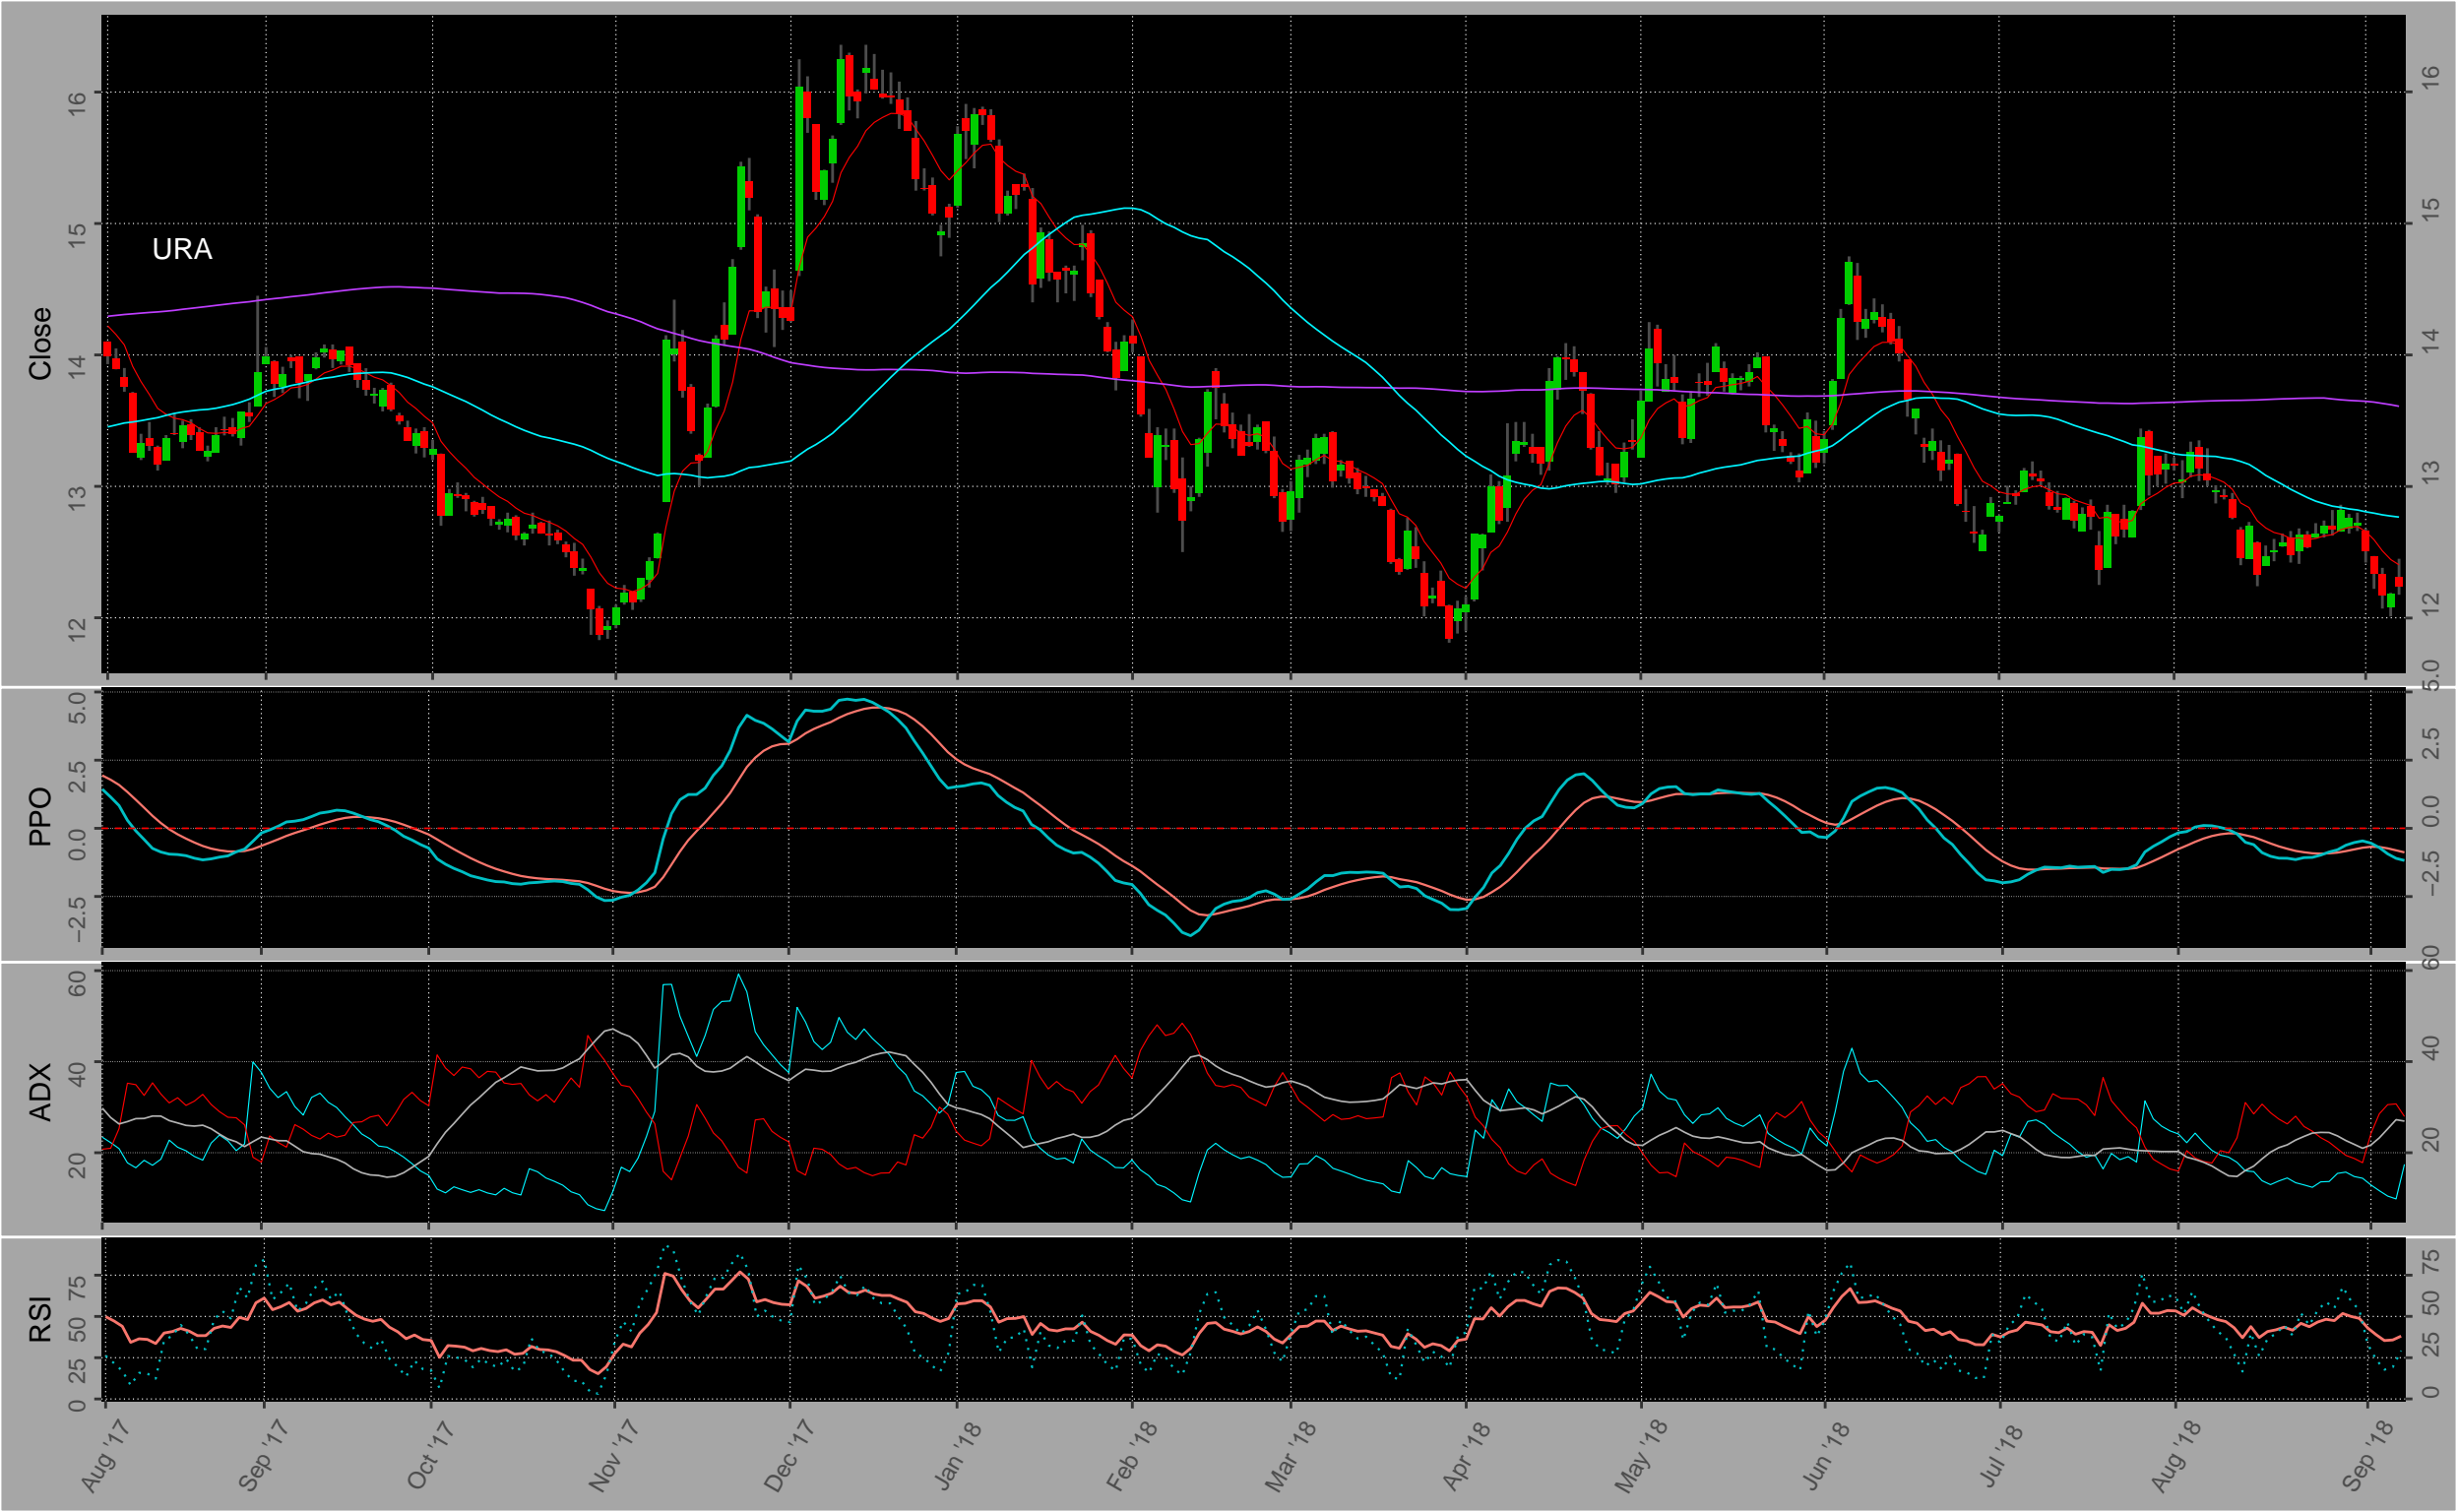 Close
16
15
14
13
12
URA
16
15
14
13
12
PPO
5.0
2.5
0.0
−2.5
5.0
2.5
0.0
−2.5
ADX
60
40
20
60
40
20
RSI
75
50
25
0
75
50
25
0
Aug '17
Sep '17
Oct '17
Nov '17
Dec '17
Jan '18
Feb '18
Mar '18
Apr '18
May '18
Jun '18
Jul '18
Aug '18
Sep '18